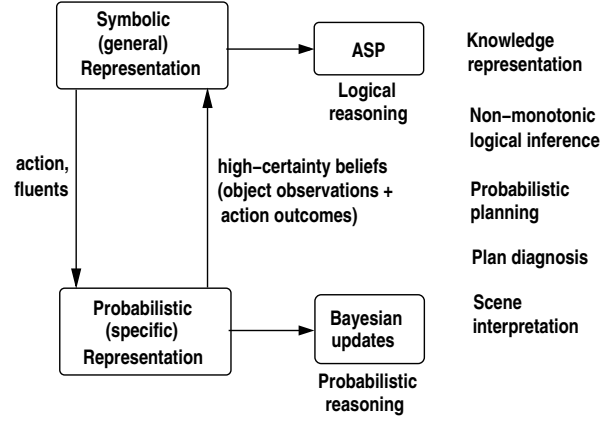 Symbolic
(general)
Representation
ASP
Logical
reasoning
action,
fluents
high-certainty beliefs
(object observations +
action outcomes)
Probabilistic
(specific)
Representation
Bayesian
updates
Probabilistic
reasoning
Knowledge
representation
Non-monotonic
logical inference
Probabilistic
planning
Plan diagnosis
Scene
interpretation